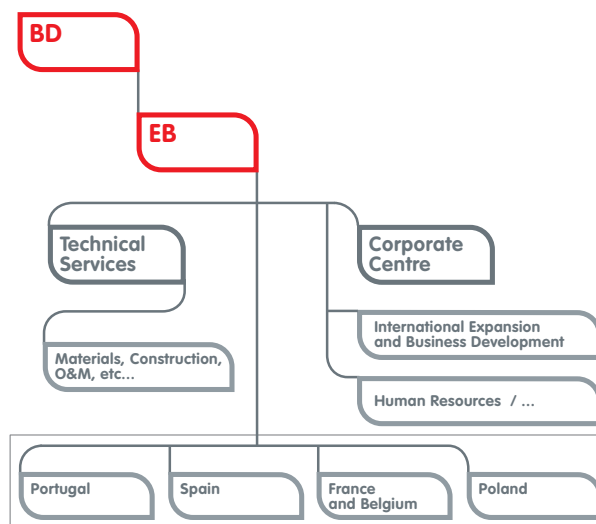 BD
EB
Technical
Services
Corporate
Centre
International Expansion
and Business Development
Materials, Construction,
O&M, etc...
Human Resources / ...
Portugal
Spain
France
and Belgium
Poland